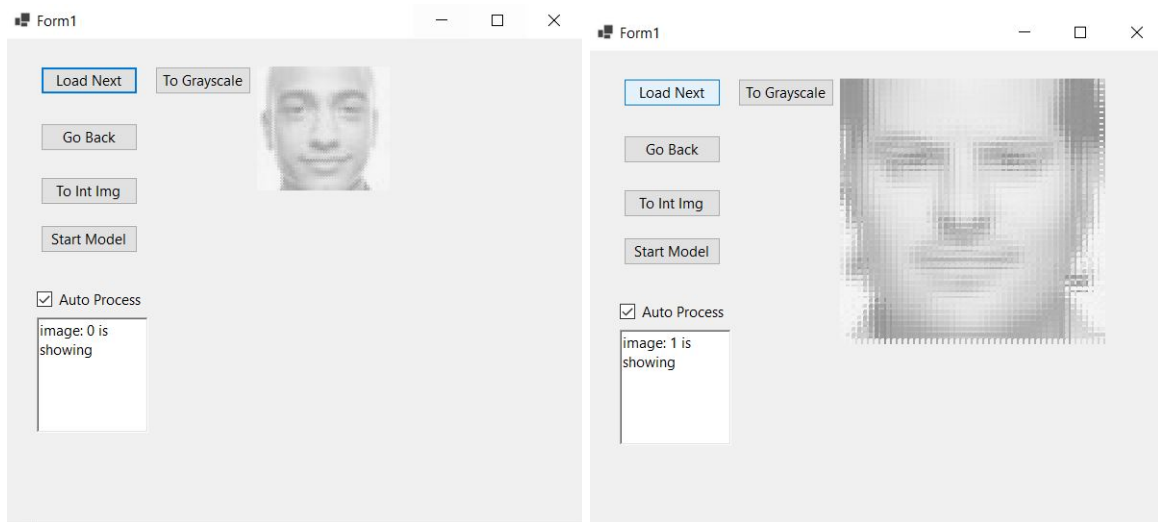 Form1
Load Next
To Grayscale
Go Back
To Int Img
Start Model
Auto Process
image: 0 is
showing
Form1
Load Next
To Grayscale
Go Back
To Int Img
Start Model
Auto Process
image: 1 is
showing